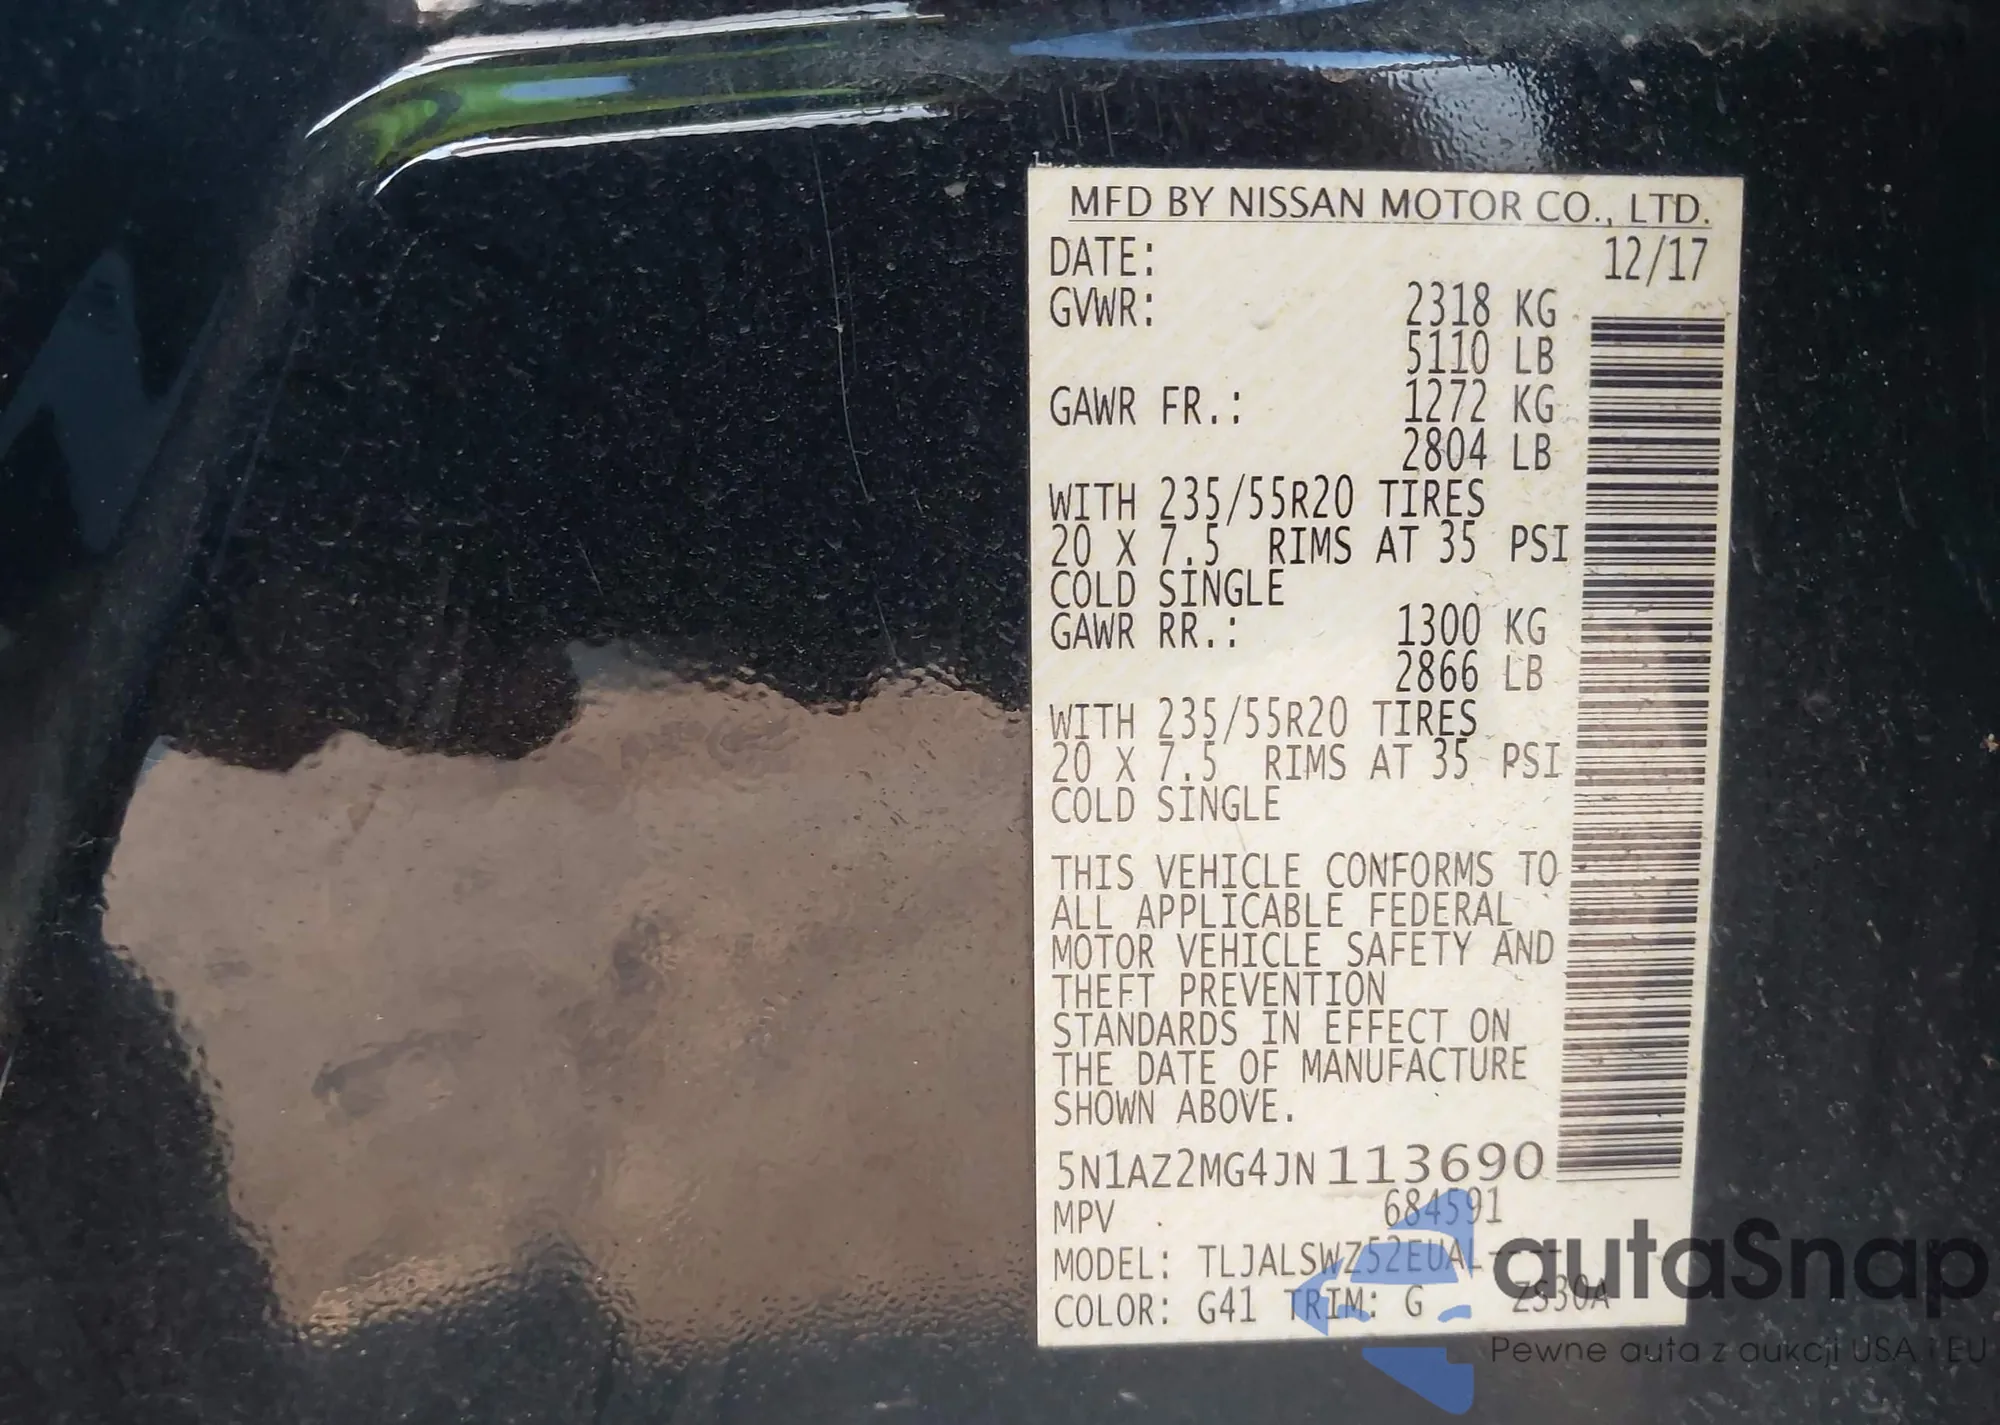 MFD BY NISSAN MOTOR CO., LTD.
DATE: 12/17
GVWR: 2318 KG
5110 LB
GAWR FR.: 1272 KG
2804 LB
WITH 235/55R20 TIRES
20 X 7.5 RIMS AT 35 PSI
COLD SINGLE
GAWR RR.: 1300 KG
2866 LB
WITH 235/55R20 TIRES
20 X 7.5 RIMS AT 35 PSI
COLD SINGLE
THIS VEHICLE CONFORMS TO
ALL APPLICABLE FEDERAL
MOTOR VEHICLE SAFETY AND
THEFT PREVENTION
STANDARDS IN EFFECT ON
THE DATE OF MANUFACTURE
SHOWN ABOVE.
5N1AZ2MG4JN113690
MPV 684591
MODEL: TLJALSWZ52EUAL----
COLOR: G41 TRIM: G ZS30A
autaSnap
Pewne auta z aukcji USA i EU